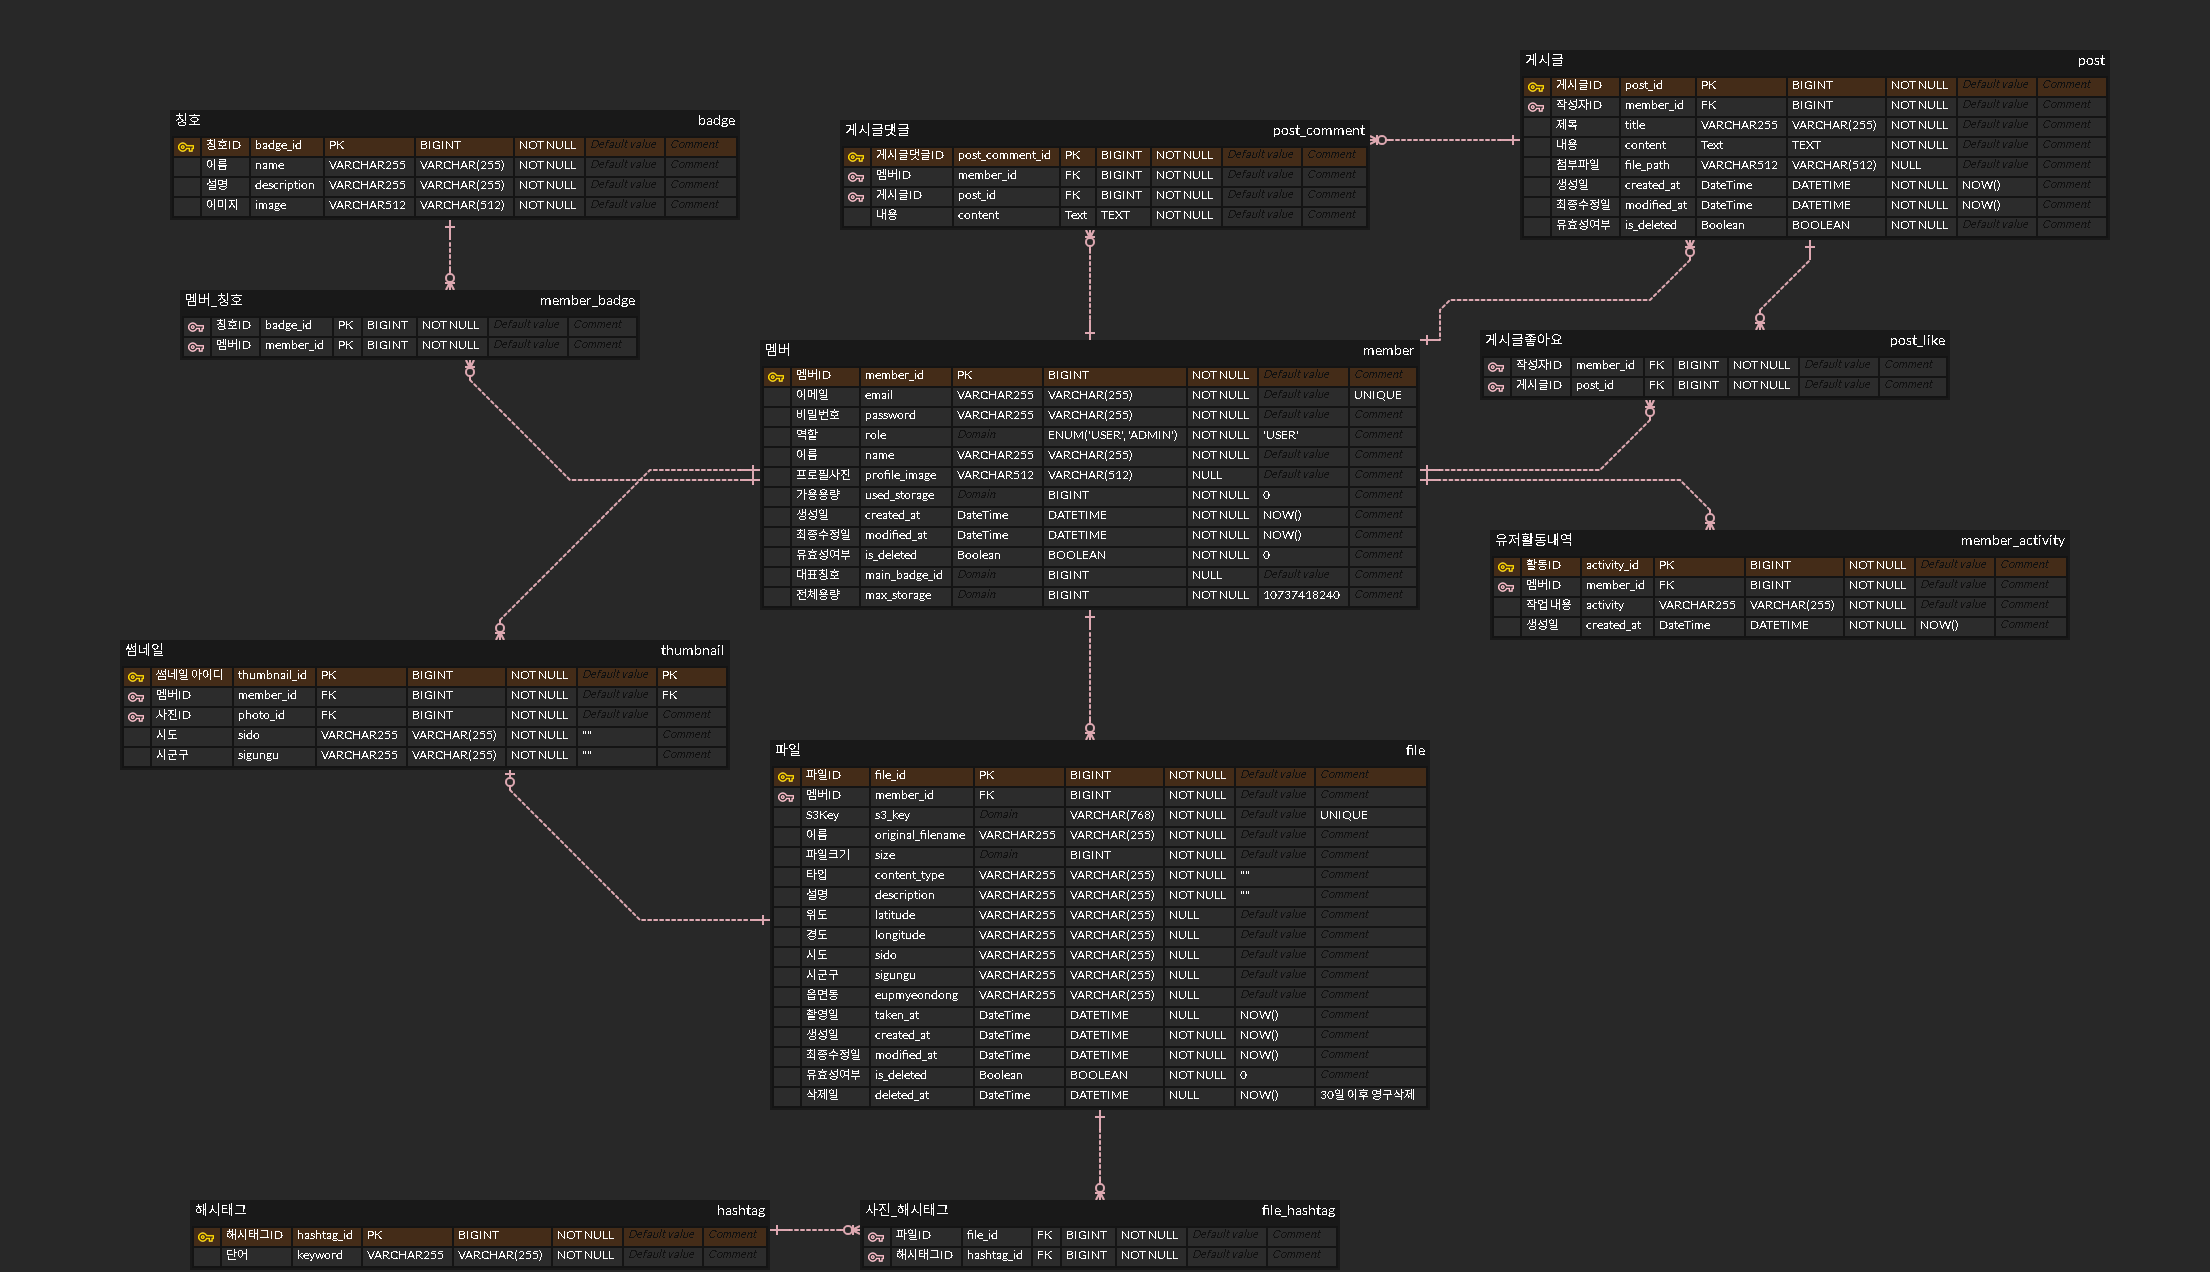 게시글 post
게시글ID post_id PK BIGINT NOT NULL Default value Comment
작성자ID member_id FK BIGINT NOT NULL Default value Comment
제목 title VARCHAR255 VARCHAR(255) NOT NULL Default value Comment
내용 content Text TEXT NOT NULL Default value Comment
첨부파일 file_path VARCHAR512 VARCHAR(512) NULL Default value Comment
생성일 created_at DateTime DATETIME NOT NULL NOW() Comment
최종수정일 modified_at DateTime DATETIME NOT NULL NOW() Comment
유효성여부 is_deleted Boolean BOOLEAN NOT NULL Default value Comment
칭호 badge
칭호ID badge_id PK BIGINT NOT NULL Default value Comment
이름 name VARCHAR255 VARCHAR(255) NOT NULL Default value Comment
설명 description VARCHAR255 VARCHAR(255) NOT NULL Default value Comment
이미지 image VARCHAR512 VARCHAR(512) NOT NULL Default value Comment
게시글댓글 post_comment
게시글댓글ID post_comment_id PK BIGINT NOT NULL Default value Comment
멤버ID member_id FK BIGINT NOT NULL Default value Comment
게시글ID post_id FK BIGINT NOT NULL Default value Comment
내용 content Text TEXT NOT NULL Default value Comment
멤버_칭호 member_badge
칭호ID badge_id PK BIGINT NOT NULL Default value Comment
멤버ID member_id PK BIGINT NOT NULL Default value Comment
멤버 member
멤버ID member_id PK BIGINT NOT NULL Default value Comment
이메일 email VARCHAR255 VARCHAR(255) NOT NULL Default value UNIQUE
비밀번호 password VARCHAR255 VARCHAR(255) NOT NULL Default value Comment
역할 role Domain ENUM('USER', 'ADMIN') NOT NULL 'USER' Comment
이름 name VARCHAR255 VARCHAR(255) NOT NULL Default value Comment
프로필사진 profile_image VARCHAR512 VARCHAR(512) NULL Default value Comment
가용용량 used_storage Domain BIGINT NOT NULL 0 Comment
생성일 created_at DateTime DATETIME NOT NULL NOW() Comment
최종수정일 modified_at DateTime DATETIME NOT NULL NOW() Comment
유효성여부 is_deleted Boolean BOOLEAN NOT NULL 0 Comment
대표칭호 main_badge_id Domain BIGINT NULL Default value Comment
전체용량 max_storage Domain BIGINT NOT NULL 10737418240 Comment
게시글좋아요 post_like
작성자ID member_id FK BIGINT NOT NULL Default value Comment
게시글ID post_id FK BIGINT NOT NULL Default value Comment
유저활동내역 member_activity
활동ID activity_id PK BIGINT NOT NULL Default value Comment
멤버ID member_id FK BIGINT NOT NULL Default value Comment
작업 내용 activity VARCHAR255 VARCHAR(255) NOT NULL Default value Comment
생성일 created_at DateTime DATETIME NOT NULL NOW() Comment
썸네일 thumbnail
썸네일 아이디 thumbnail_id PK BIGINT NOT NULL Default value PK
멤버ID member_id FK BIGINT NOT NULL Default value FK
사진ID photo_id FK BIGINT NOT NULL Default value Comment
시도 sido VARCHAR255 VARCHAR(255) NOT NULL "" Comment
시군구 sigungu VARCHAR255 VARCHAR(255) NOT NULL "" Comment
파일 file
파일ID file_id PK BIGINT NOT NULL Default value Comment
멤버ID member_id FK BIGINT NOT NULL Default value Comment
S3Key s3_key Domain VARCHAR(768) NOT NULL Default value UNIQUE
이름 original_filename VARCHAR255 VARCHAR(255) NOT NULL Default value Comment
파일크기 size Domain BIGINT NOT NULL Default value Comment
타입 content_type VARCHAR255 VARCHAR(255) NOT NULL "" Comment
설명 description VARCHAR255 VARCHAR(255) NOT NULL "" Comment
위도 latitude VARCHAR255 VARCHAR(255) NULL Default value Comment
경도 longitude VARCHAR255 VARCHAR(255) NULL Default value Comment
시도 sido VARCHAR255 VARCHAR(255) NULL Default value Comment
시군구 sigungu VARCHAR255 VARCHAR(255) NULL Default value Comment
읍면동 eupmyeondong VARCHAR255 VARCHAR(255) NULL Default value Comment
촬영일 taken_at DateTime DATETIME NULL NOW() Comment
생성일 created_at DateTime DATETIME NOT NULL NOW() Comment
최종수정일 modified_at DateTime DATETIME NOT NULL NOW() Comment
유효성여부 is_deleted Boolean BOOLEAN NOT NULL 0 Comment
삭제일 deleted_at DateTime DATETIME NULL NOW() 30일 이후 영구삭제
해시태그 hashtag
해시태그ID hashtag_id PK BIGINT NOT NULL Default value Comment
단어 keyword VARCHAR255 VARCHAR(255) NOT NULL Default value Comment
사진_해시태그 file_hashtag
파일ID file_id FK BIGINT NOT NULL Default value Comment
해시태그ID hashtag_id FK BIGINT NOT NULL Default value Comment